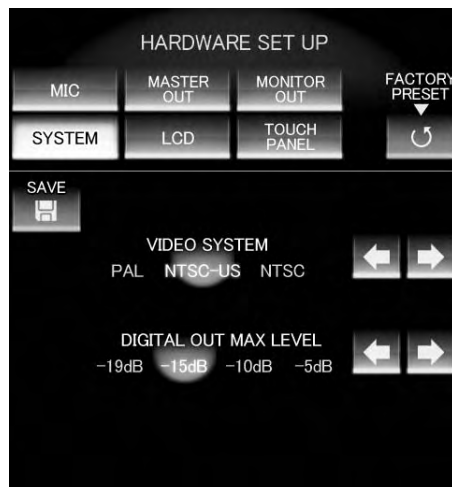 HARDWARE SET UP
MIC
MASTER
OUT
MONITOR
OUT
FACTORY
PRESET
SYSTEM
LCD
TOUCH
PANEL
SAVE
VIDEO SYSTEM
PAL NTSC-US NTSC
DIGITAL OUT MAX LEVEL
-19dB -15dB -10dB -5dB